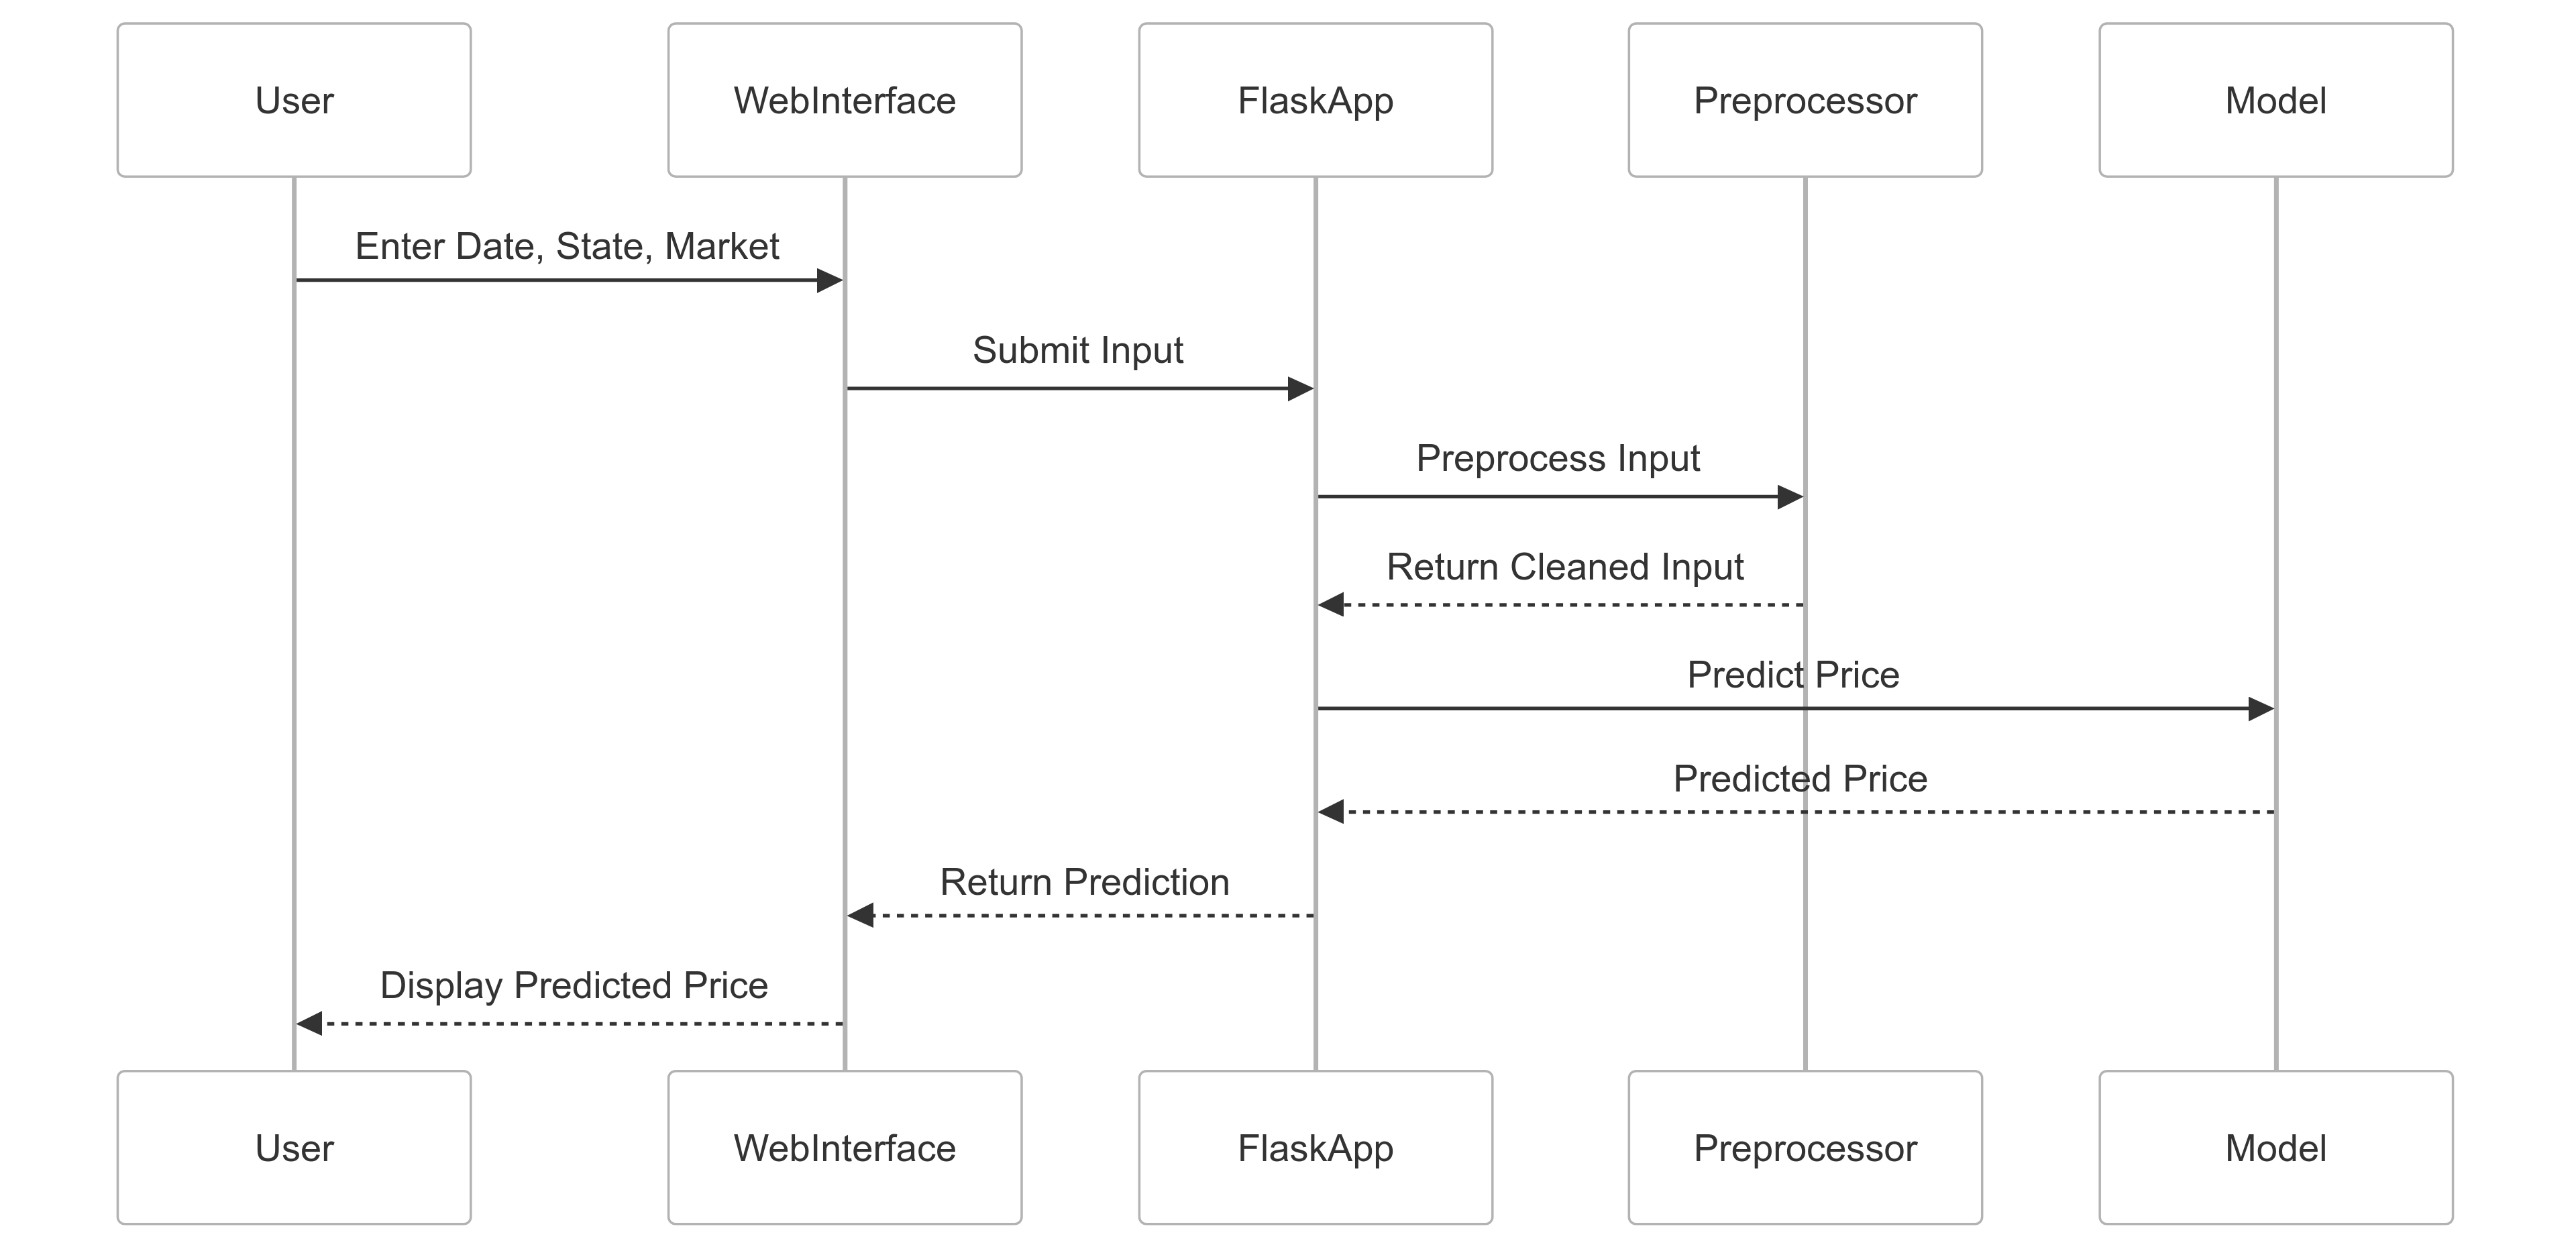 User
WebInterface
FlaskApp
Preprocessor
Model
Enter Date, State, Market
Submit Input
Preprocess Input
Return Cleaned Input
Predict Price
Predicted Price
Return Prediction
Display Predicted Price
User
WebInterface
FlaskApp
Preprocessor
Model